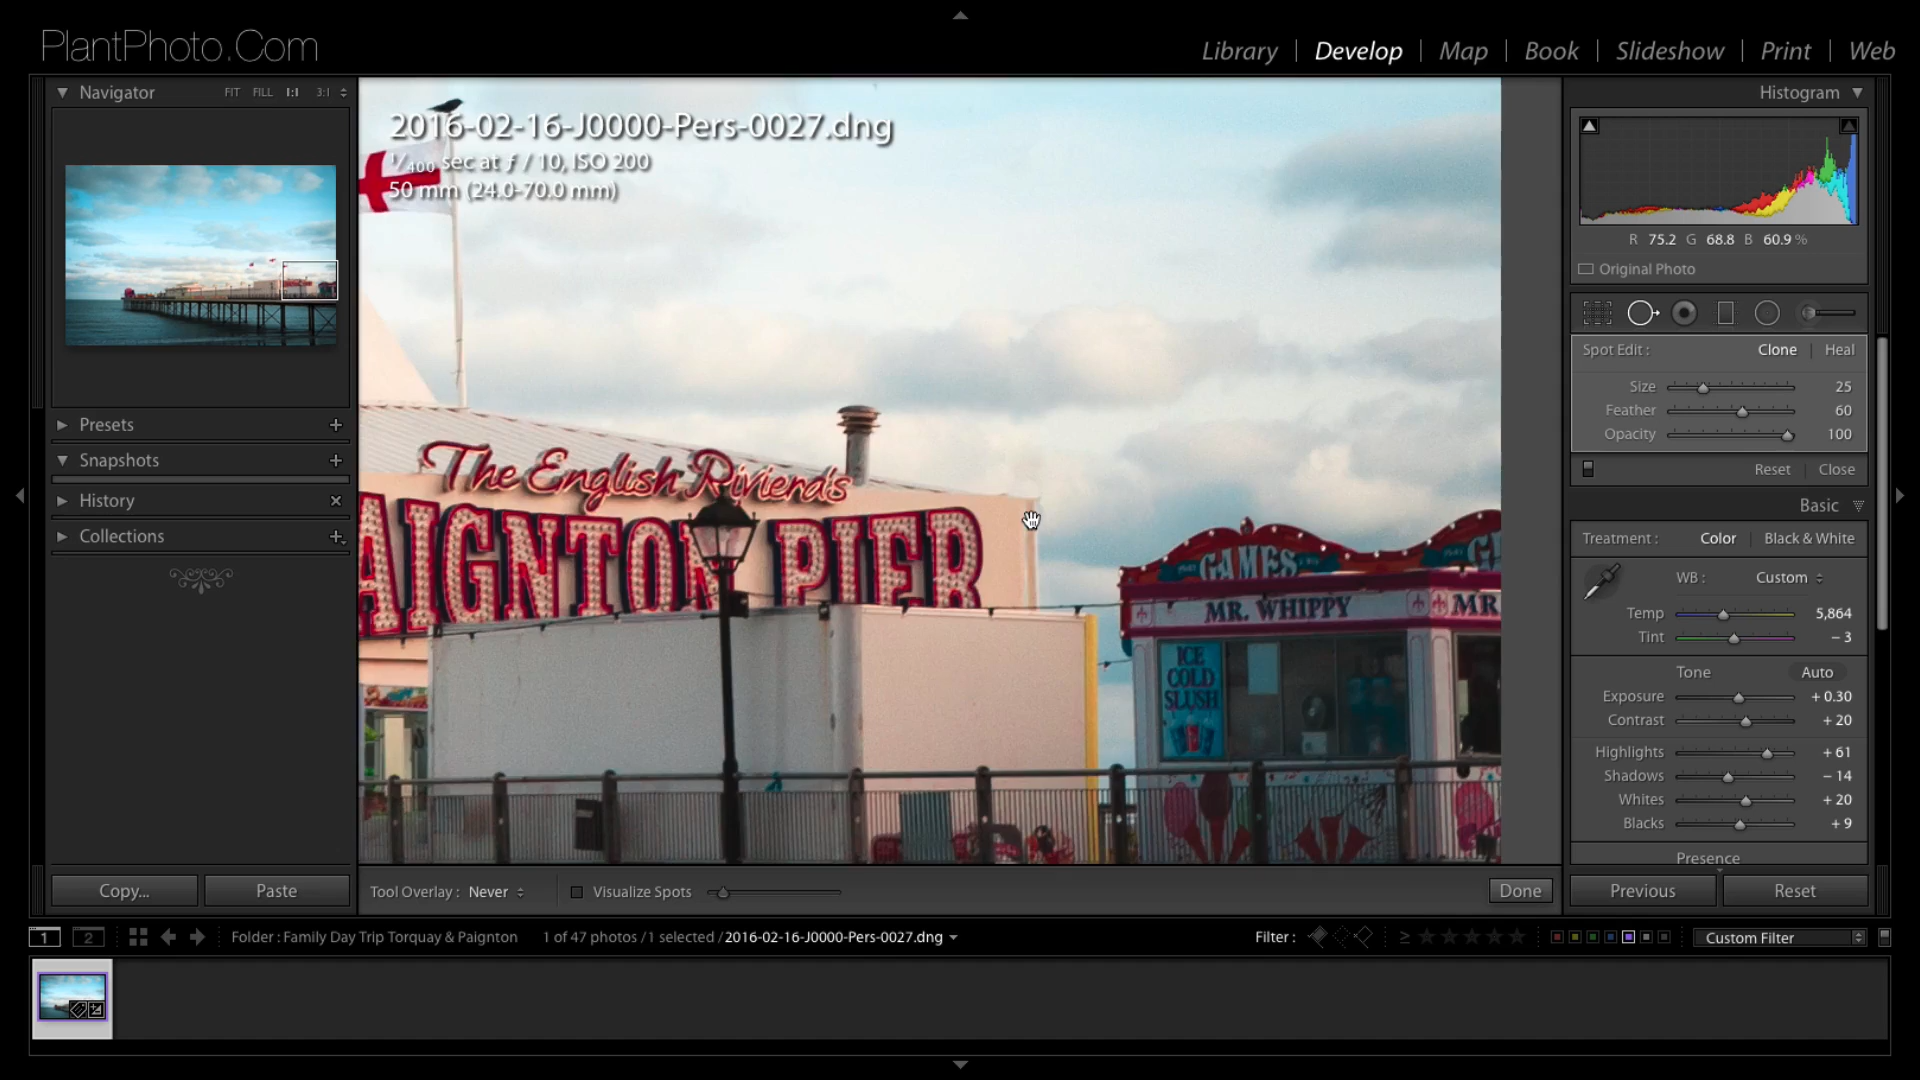 PlantPhoto.Com
Library | Develop | Map | Book | Slideshow | Print | Web
Navigator FIT FILL 1:1 3:1
2016-02-16-J0000-Pers-0027.dng
1/400 sec at ƒ / 10, ISO 200
50 mm (24.0-70.0 mm)
The English Riviera's
AIGNTON PIER
GAMES
MR. WHIPPY
MR
ICE
COLD
SLUSH
Presets
Snapshots
History
Collections
Copy...
Paste
Tool Overlay : Never
Visualize Spots
Done
Histogram
R 75.2 G 68.8 B 60.9 %
Original Photo
Spot Edit : Clone | Heal
Size 25
Feather 60
Opacity 100
Reset | Close
Basic
Treatment : Color | Black & White
WB : Custom
Temp 5,864
Tint – 3
Tone Auto
Exposure + 0.30
Contrast + 20
Highlights + 61
Shadows – 14
Whites + 20
Blacks + 9
Presence
Previous
Reset
1 2 Folder : Family Day Trip Torquay & Paignton 1 of 47 photos /1 selected /2016-02-16-J0000-Pers-0027.dng Filter : ≥ Custom Filter